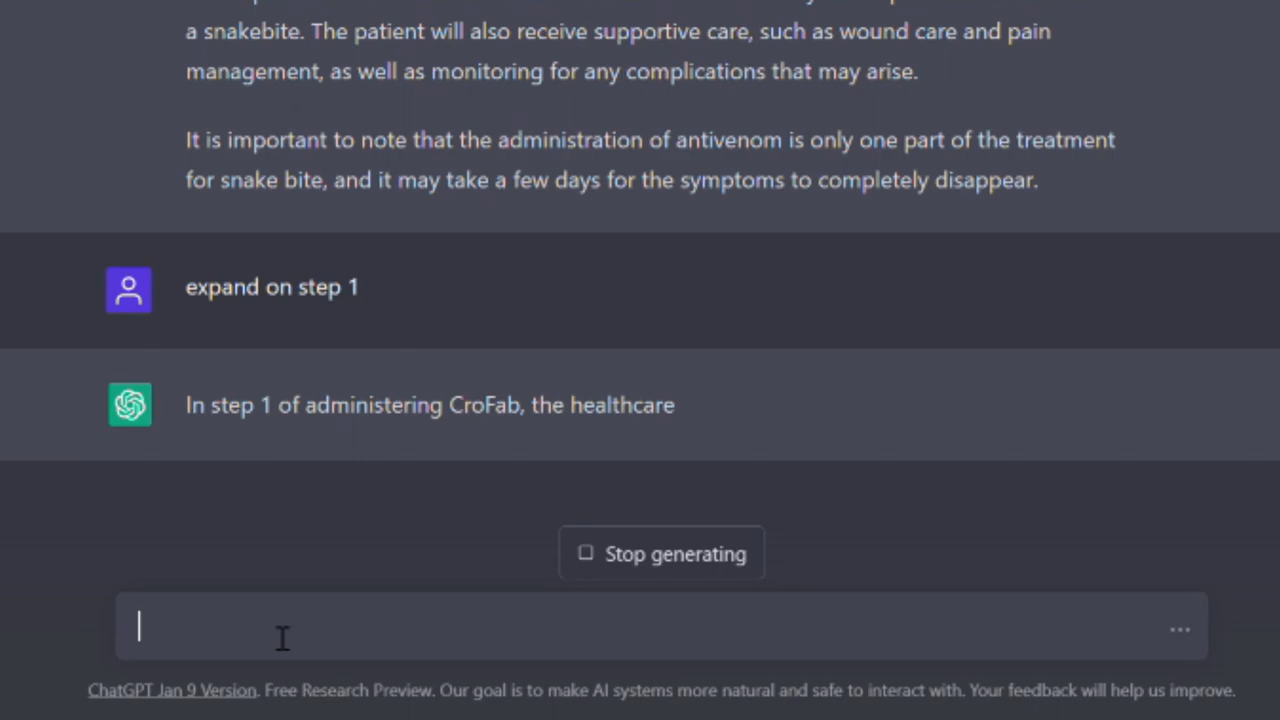 a snakebite. The patient will also receive supportive care, such as wound care and pain
management, as well as monitoring for any complications that may arise.
It is important to note that the administration of antivenom is only one part of the treatment
for snake bite, and it may take a few days for the symptoms to completely disappear.
expand on step 1
In step 1 of administering CroFab, the healthcare
Stop generating
ChatGPT Jan 9 Version. Free Research Preview. Our goal is to make AI systems more natural and safe to interact with. Your feedback will help us improve.